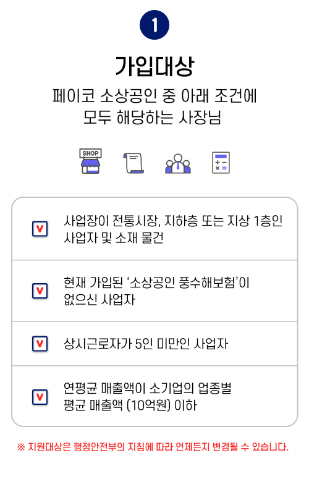 1
가입대상
페이코 소상공인 중 아래 조건에
모두 해당하는 사장님
SHOP
사업장이 전통시장, 지하층 또는 지상 1층인
사업자 및 소재 물건
현재 가입된 ‘소상공인 풍수해보험’이
없으신 사업자
상시근로자가 5인 미만인 사업자
연평균 매출액이 소기업의 업종별
평균 매출액 (10억원) 이하
※ 지원대상은 행정안전부의 지침에 따라 언제든지 변경될 수 있습니다.